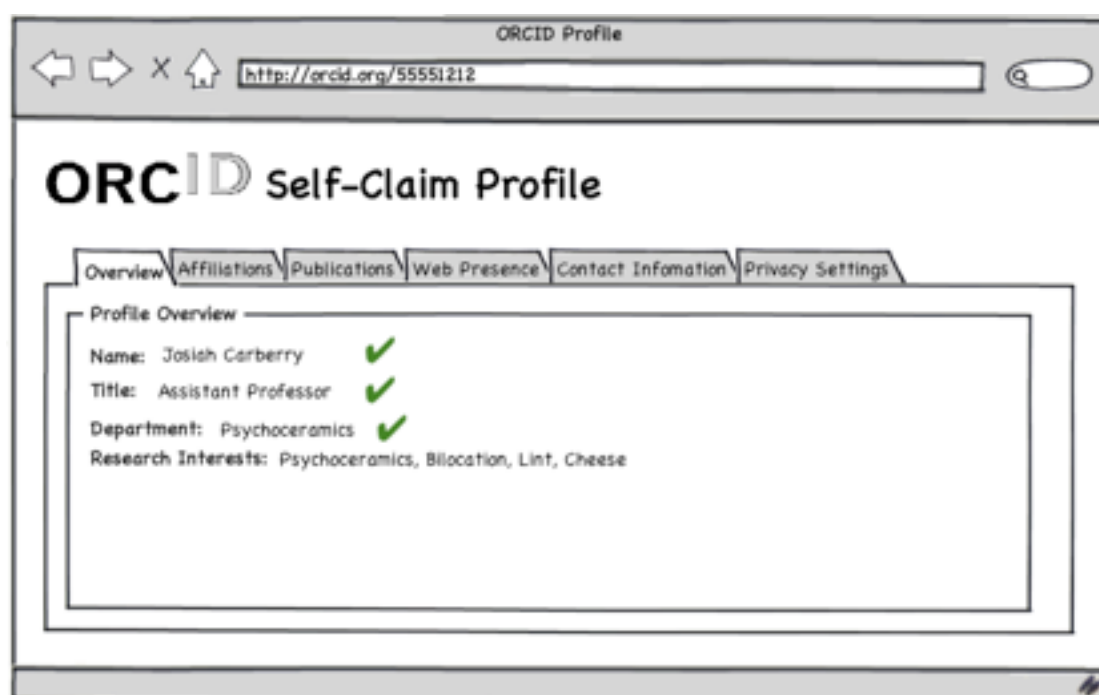 ORCID Profile
http://orcid.org/55551212
ORCID Self-Claim Profile
Overview Affiliations Publications Web Presence Contact Infomation Privacy Settings
Profile Overview
Name: Josiah Carberry
Title: Assistant Professor
Department: Psychoceramics
Research Interests: Psychoceramics, Bilocation, Lint, Cheese